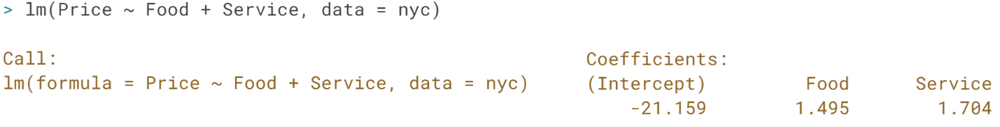 > lm(Price ~ Food + Service, data = nyc)
Call:
lm(formula = Price ~ Food + Service, data = nyc)
Coefficients:
(Intercept) Food Service
-21.159 1.495 1.704